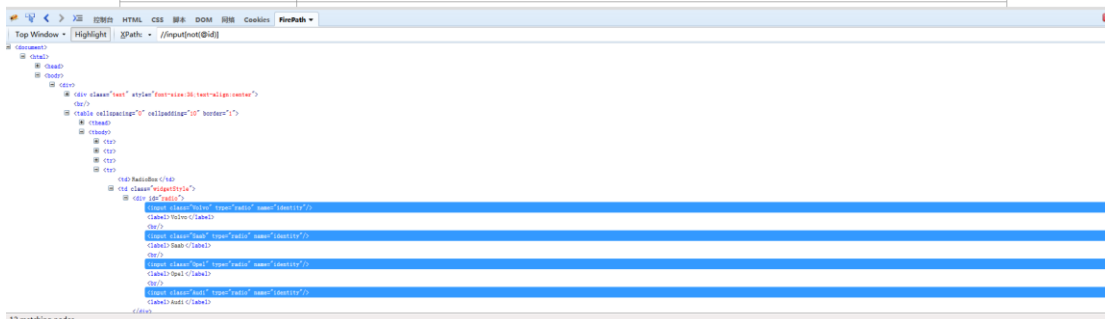 控制台 HTML CSS 脚本 DOM 网络 Cookies FirePath ▾
Top Window ▾ Highlight XPath: ▾ //input[not(@id)]
<document>
<html>
<head>
<body>
<div>
<div class="text" style="font-size:36;text-align:center">
<br/>
<table cellspacing="0" cellpadding="10" border="1">
<thead>
<tbody>
<tr>
<tr>
<tr>
<tr>
<td>RadioBox</td>
<td class="widgetStyle">
<div id="radio">
<input class="Volvo" type="radio" name="identity"/>
<label>Volvo</label>
<br/>
<input class="Saab" type="radio" name="identity"/>
<label>Saab</label>
<br/>
<input class="Opel" type="radio" name="identity"/>
<label>Opel</label>
<br/>
<input class="Audi" type="radio" name="identity"/>
<label>Audi</label>
</div>
matching nodes